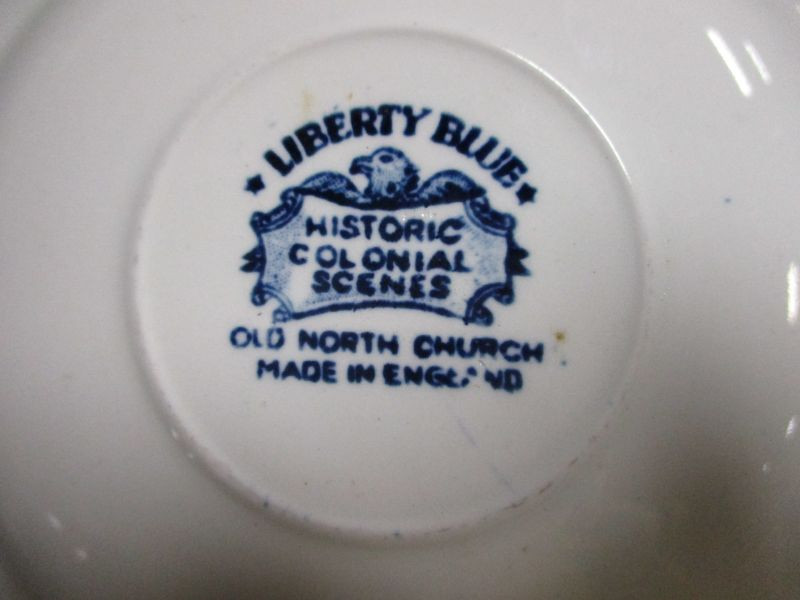 LIBERTY BLUE
HISTORIC
COLONIAL
SCENES
OLD NORTH CHURCH
MADE IN ENGLAND